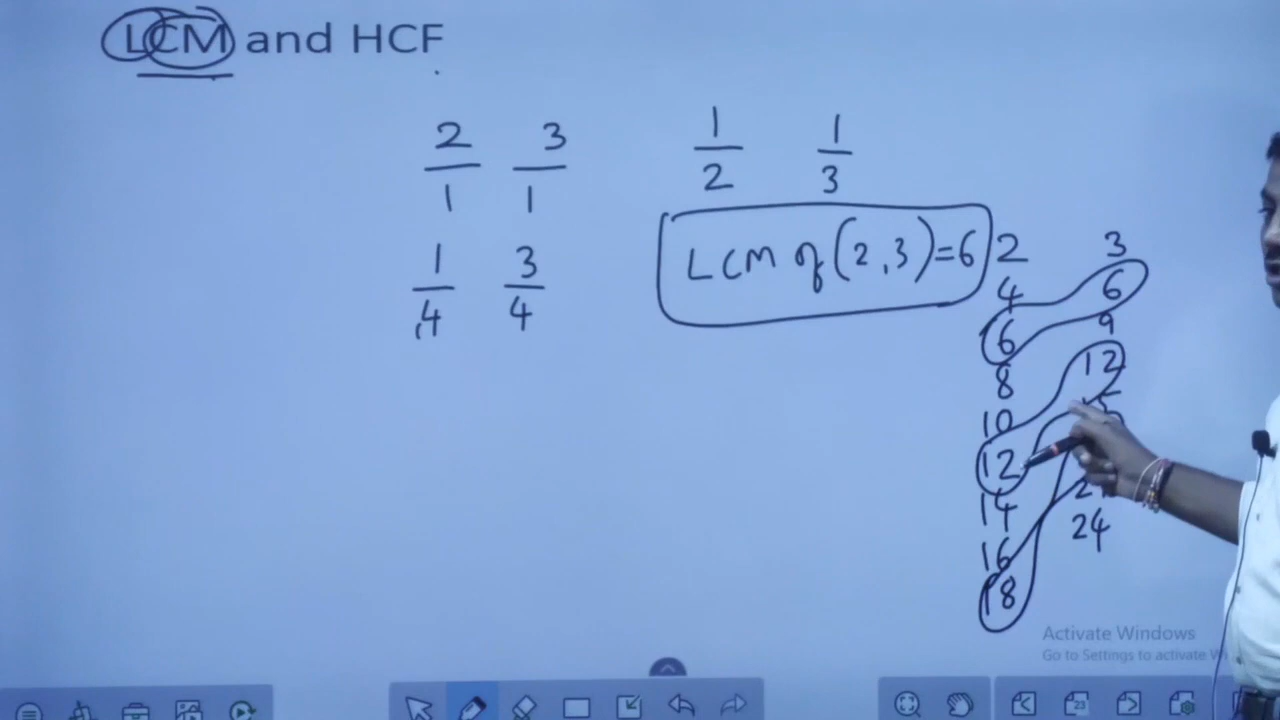 LCM and HCF
2 3 1 1
1 1 2 3
1 3
4 4
LCM of (2,3)=6
2 3
4 6
6 9
8 12
10
12
14
16 24
18
Activate Windows
Go to Settings to activate
23